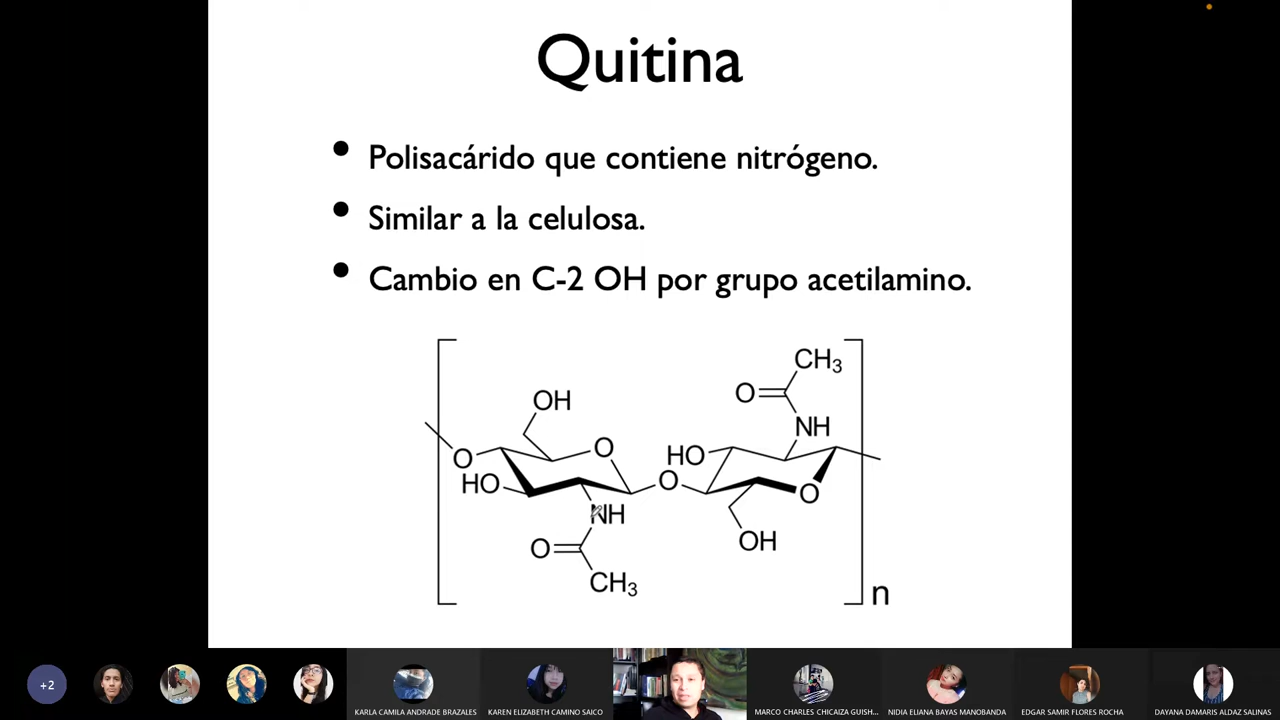 Quitina
• Polisacárido que contiene nitrógeno.
• Similar a la celulosa.
• Cambio en C-2 OH por grupo acetilamino.
CH3
OH
O
NH
O
HO
O
HO
O
O
NH
O
OH
CH3
n
+2
KARLA CAMILA ANDRADE BRAZALES
KAREN ELIZABETH CAMINO SAICO
MARCO CHARLES CHICAIZA GUISH...
NIDIA ELIANA BAYAS MANOBANDA
EDGAR SAMIR FLORES ROCHA
DAYANA DAMARIS ALDAZ SALINAS